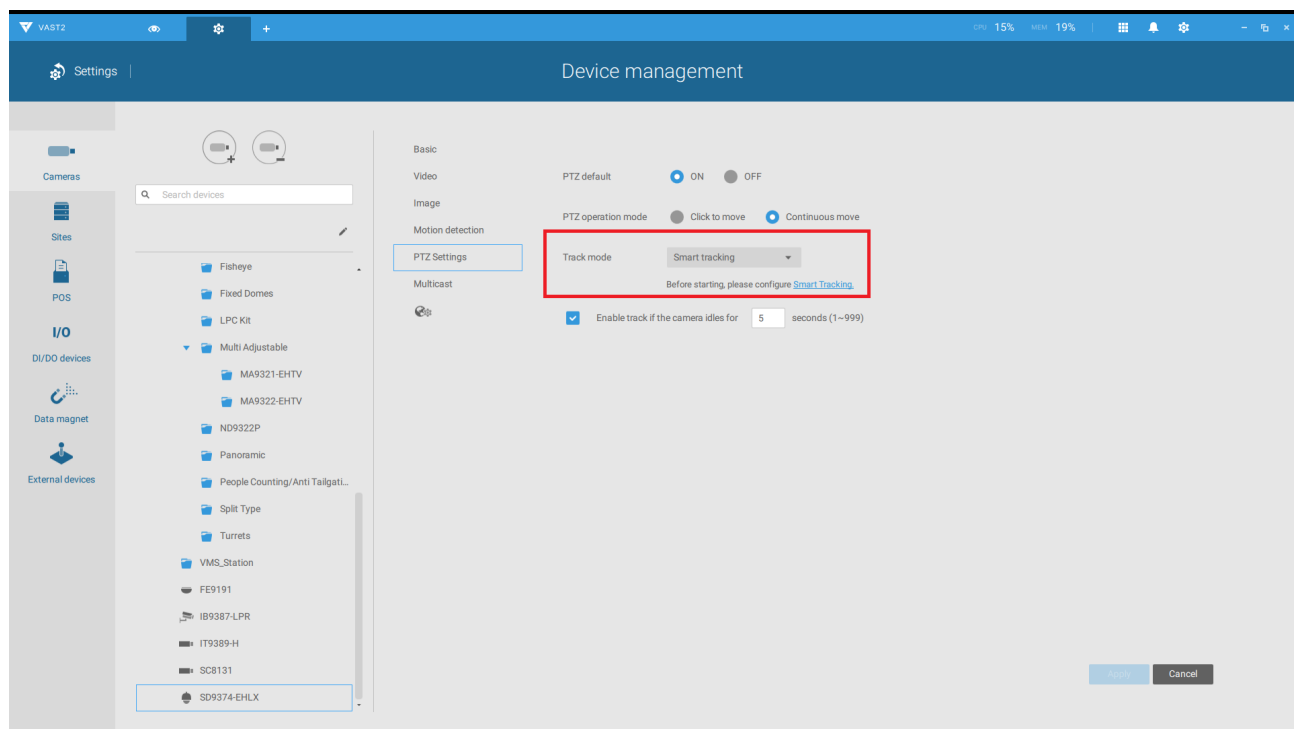 VAST2
+
CPU 15% MEM 19%
Settings
Device management
Cameras
Sites
POS
I/O
DI/DO devices
Data magnet
External devices
Search devices
Fisheye
Fixed Domes
LPC Kit
Multi Adjustable
MA9321-EHTV
MA9322-EHTV
ND9322P
Panoramic
People Counting/Anti Tailgati...
Split Type
Turrets
VMS_Station
FE9191
IB9387-LPR
IT9389-H
SC8131
SD9374-EHLX
Basic
Video
Image
Motion detection
PTZ Settings
Multicast
PTZ default ON OFF
PTZ operation mode Click to move Continuous move
Track mode Smart tracking
Before starting, please configure Smart Tracking.
Enable track if the camera idles for 5 seconds (1~999)
Apply Cancel